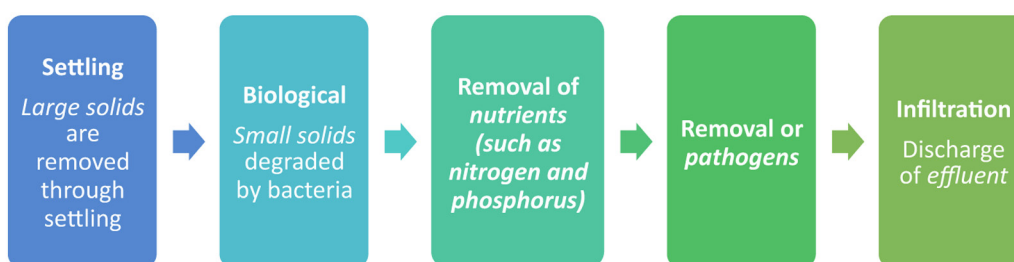 Settling
Large solids
are
removed
through
settling
Biological
Small solids
degraded
by bacteria
Removal of
nutrients
(such as
nitrogen and
phosphorus)
Removal or
pathogens
Infiltration
Discharge
of effluent